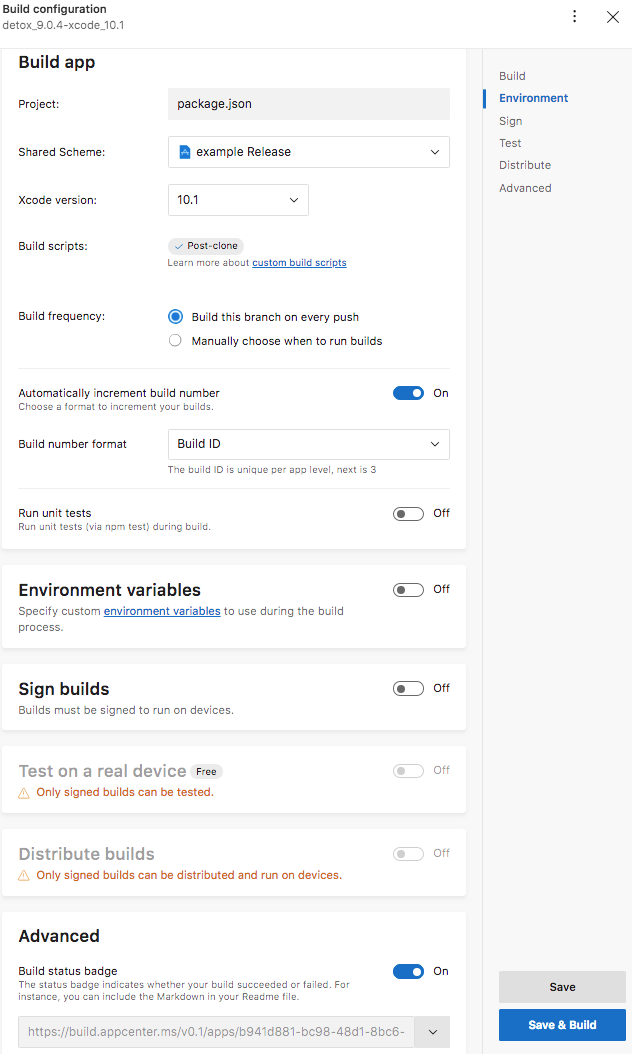 Build configuration
detox_9.0.4-xcode_10.1
Build app
Project:
package.json
Shared Scheme:
example Release
Xcode version:
10.1
Build scripts:
Post-clone
Learn more about custom build scripts
Build frequency:
Build this branch on every push
Manually choose when to run builds
Automatically increment build number
On
Choose a format to increment your builds.
Build number format
Build ID
The build ID is unique per app level, next is 3
Run unit tests
Off
Run unit tests (via npm test) during build.
Environment variables
Off
Specify custom environment variables to use during the build
process.
Sign builds
Off
Builds must be signed to run on devices.
Test on a real device Free
Off
Only signed builds can be tested.
Distribute builds
Off
Only signed builds can be distributed and run on devices.
Advanced
Build status badge
On
The status badge indicates whether your build succeeded or failed. For
instance, you can include the Markdown in your Readme file.
https://build.appcenter.ms/v0.1/apps/b941d881-bc98-48d1-8bc6-
Build
Environment
Sign
Test
Distribute
Advanced
Save
Save & Build